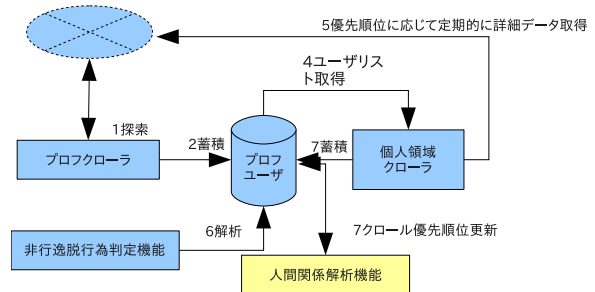 5優先順位に応じて定期的に詳細データ取得
4ユーザリス
ト取得
1探索
2蓄積
7蓄積
プロフクローラ
プロフ
ユーザ
個人領域
クローラ
6解析
7クロール優先順位更新
非行逸脱行為判定機能
人間関係解析機能